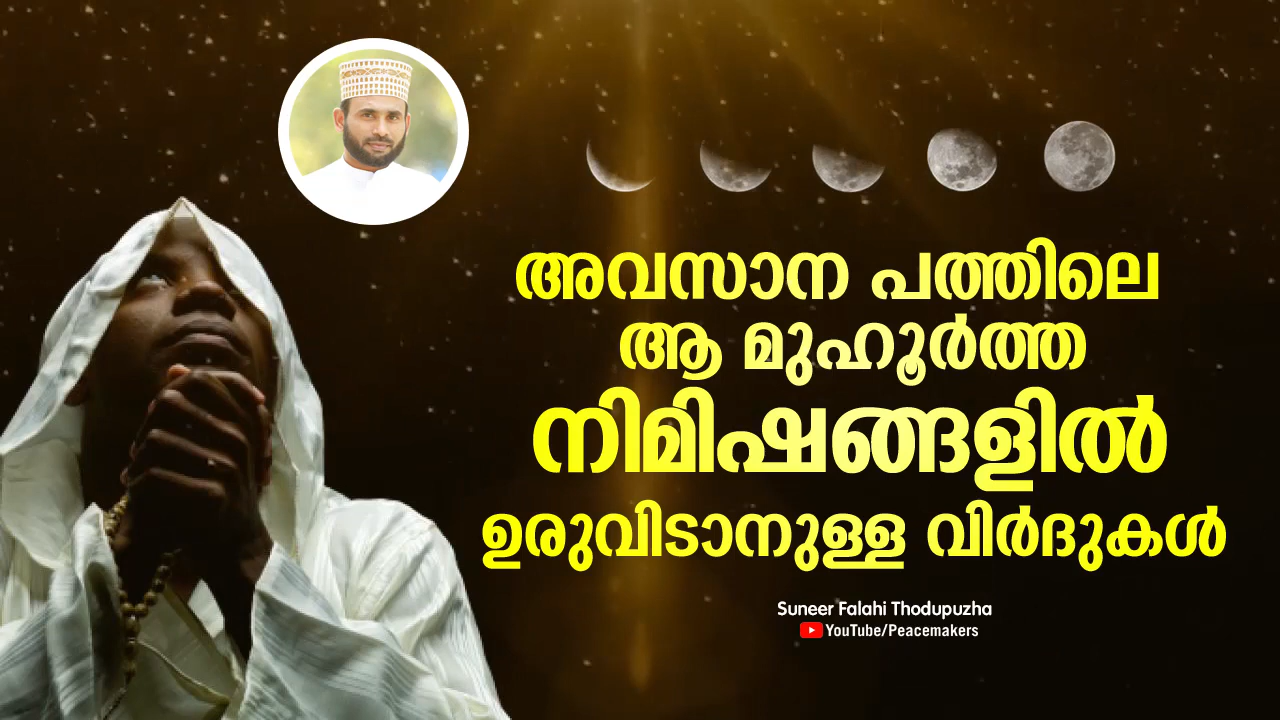 അവസാന പത്തിലെ
ആ മുഹൂർത്ത
നിമിഷങ്ങളിൽ
ഉരുവിടാനുള്ള വിർദുകൾ
Suneer Falahi Thodupuzha
YouTube/Peacemakers